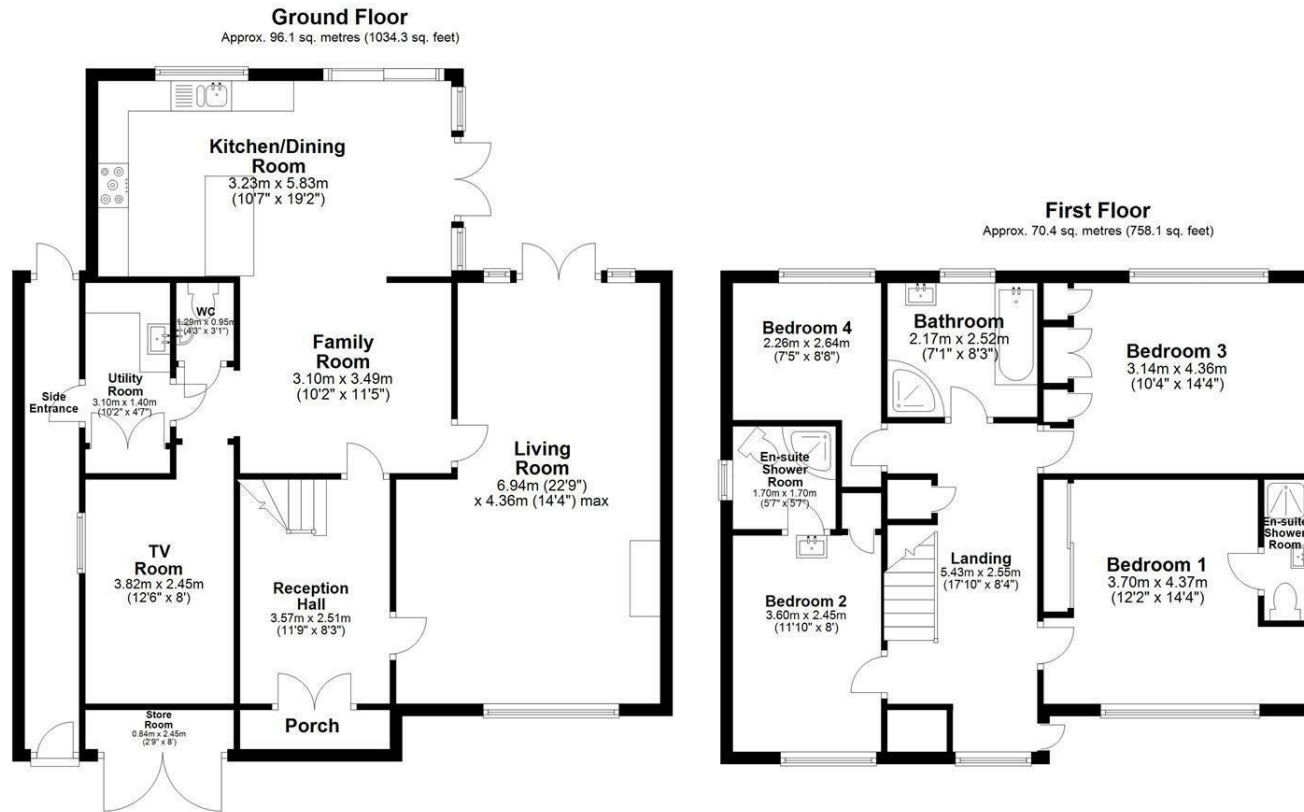 Ground Floor
Approx. 96.1 sq. metres (1034.3 sq. feet)
Kitchen/Dining
Room
3.23m x 5.83m
(10'7" x 19'2")
WC
1.29m x 0.95m
(4'3" x 3'1")
Family
Room
3.10m x 3.49m
(10'2" x 11'5")
Utility
Room
3.10m x 1.40m
(10'2" x 4'7")
Side
Entrance
Living
Room
6.94m (22'9")
x 4.36m (14'4") max
TV
Room
3.82m x 2.45m
(12'6" x 8')
Reception
Hall
3.57m x 2.51m
(11'9" x 8'3")
Store
Room
0.84m x 2.45m
(2'9" x 8')
Porch
First Floor
Approx. 70.4 sq. metres (758.1 sq. feet)
Bedroom 4
2.26m x 2.64m
(7'5" x 8'8")
Bathroom
2.17m x 2.52m
(7'1" x 8'3")
Bedroom 3
3.14m x 4.36m
(10'4" x 14'4")
En-suite
Shower
Room
1.70m x 1.70m
(5'7" x 5'7")
Landing
5.43m x 2.55m
(17'10" x 8'4")
Bedroom 1
3.70m x 4.37m
(12'2" x 14'4")
En-suite
Shower
Room
Bedroom 2
3.60m x 2.45m
(11'10" x 8')